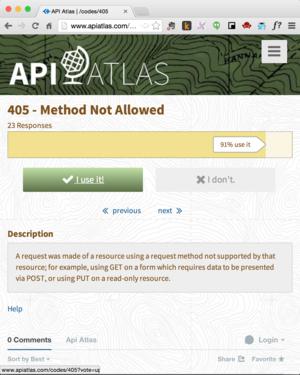 API Atlas | /codes/405
www.apiatlas.com/
API ATLAS
405 - Method Not Allowed
23 Responses
91% use it
I use it!
I don't.
« previous next »
Description
A request was made of a resource using a request method not supported by that
resource; for example, using GET on a form which requires data to be presented
via POST, or using PUT on a read-only resource.
Help
0 Comments Api Atlas Login
Sort by Best Share Favorite ★
www.apiatlas.com/codes/405?vote=up